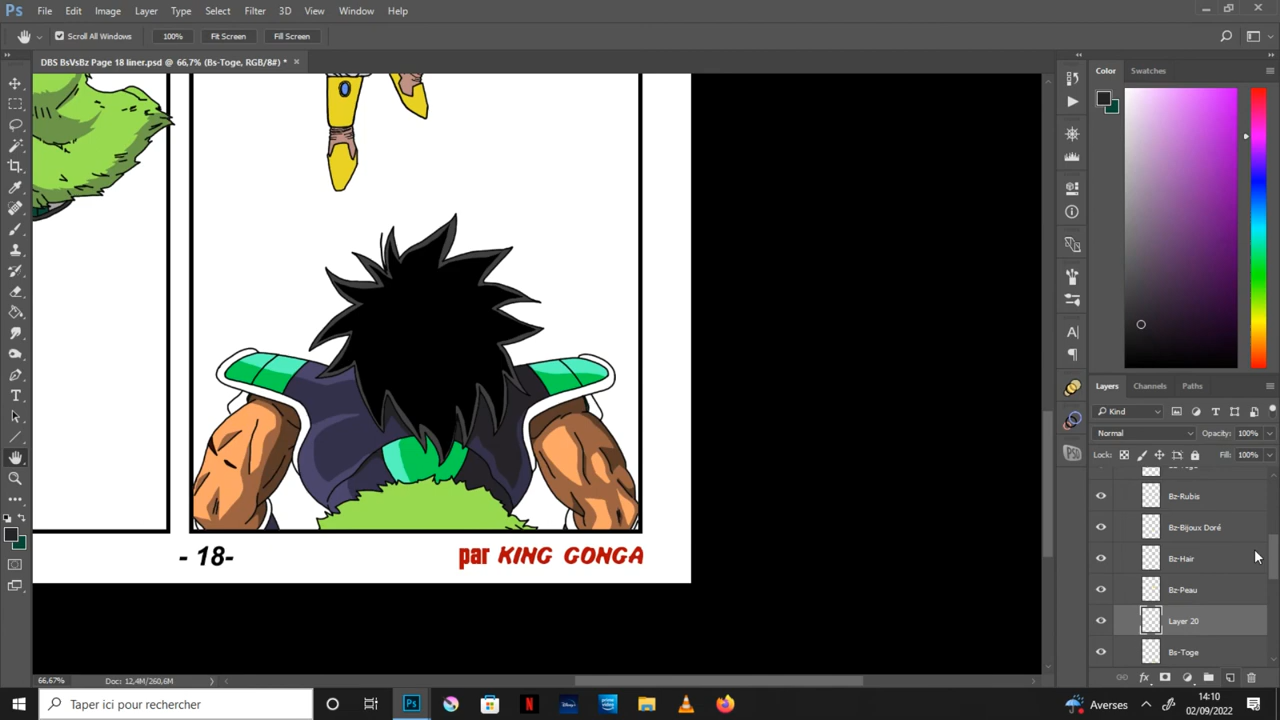 Ps File Edit Image Layer Type Select Filter 3D View Window Help
Scroll All Windows 100% Fit Screen Fill Screen
DBS BsVsBz Page 18 liner.psd @ 66,7% (Bs-Toge, RGB/8#) * ×
Color Swatches
- 18-
par KING GONGA
Layers Channels Paths
Kind
Normal Opacity: 100%
Lock: Fill: 100%
Bz-Rubis
Bz-Bijoux Doré
Bz-Hair
Bz-Peau
Layer 20
Bs-Toge
66,67% Doc: 12,4M/260,6M
Taper ici pour rechercher
Averses
14:10
02/09/2022